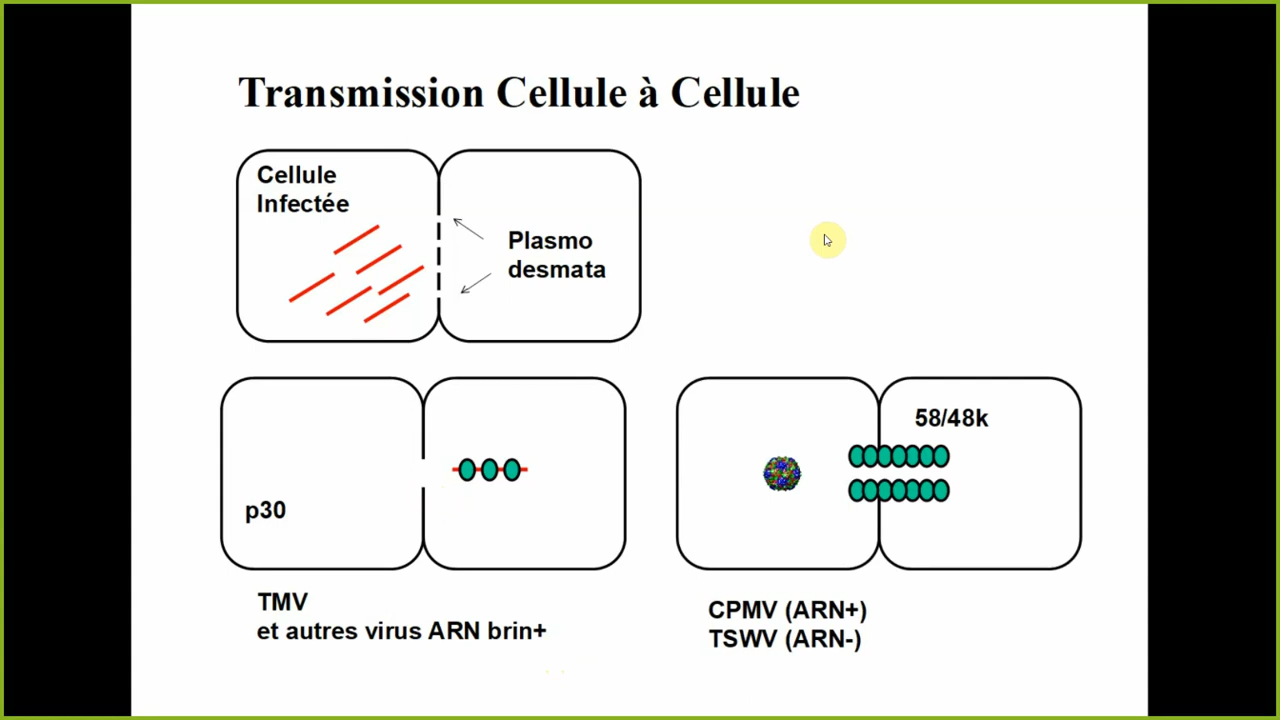 Transmission Cellule à Cellule
Cellule
Infectée
Plasmo
desmata
p30
58/48k
TMV
et autres virus ARN brin+
CPMV (ARN+)
TSWV (ARN-)